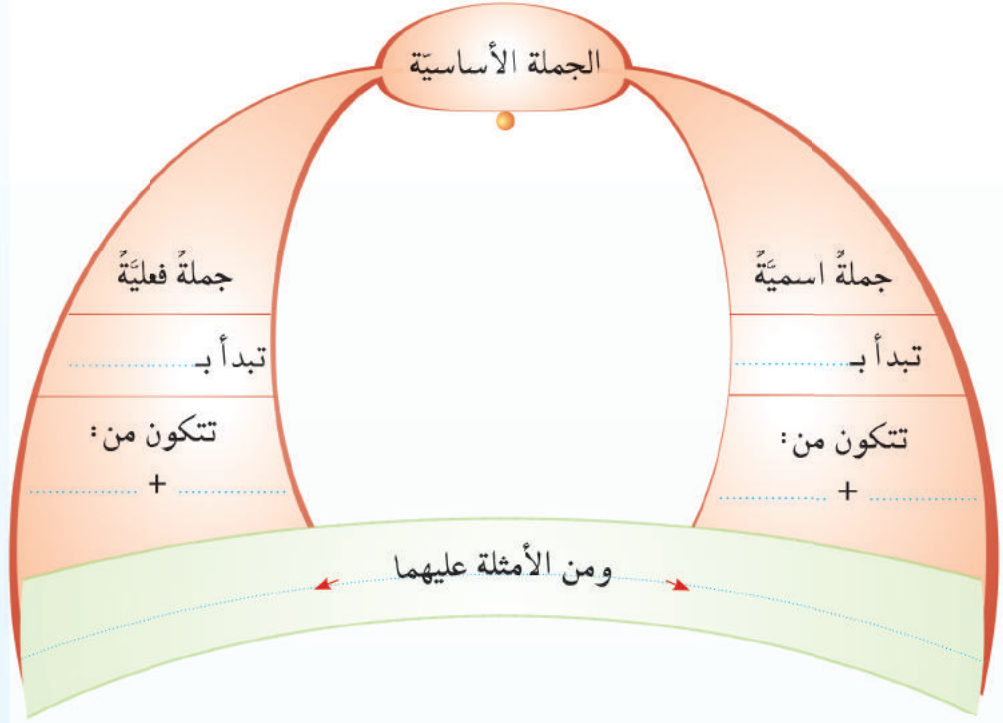 الجملة الأساسيّة
جملةٌ اسميَّةٌ
تبدأ بـ..................
تتكون من:
.................. + ..................
جملةٌ فعليَّةٌ
تبدأ بـ..................
تتكون من:
.................. + ..................
ومن الأمثلة عليهما